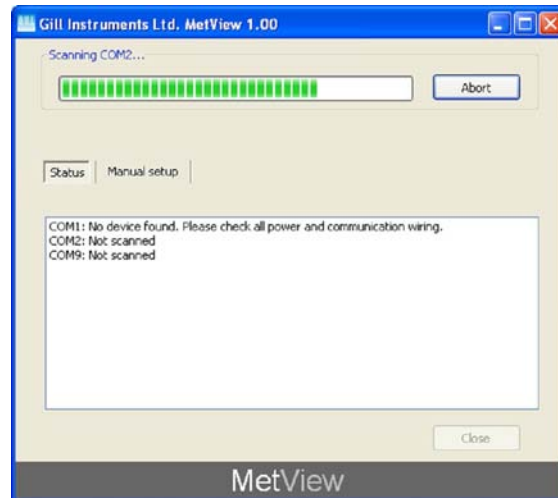 Gill Instruments Ltd. MetView 1.00
Scanning COM2...
Abort
Status
Manual setup
COM1: No device found. Please check all power and communication wiring.
COM2: Not scanned
COM9: Not scanned
Close
MetView